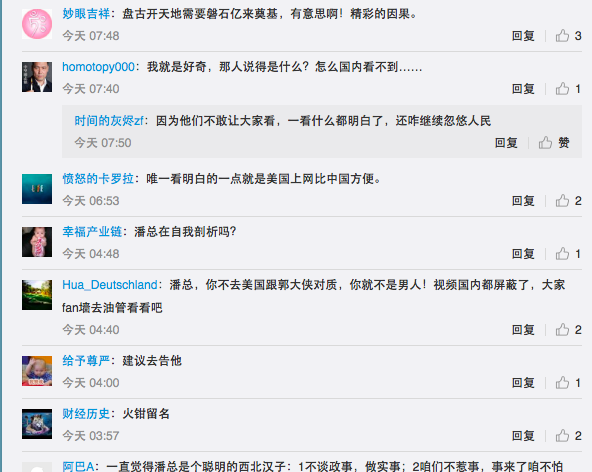 妙眼吉祥：盘古开天地需要磐石亿来奠基，有意思啊！精彩的因果。
今天 07:48 回复 3
homotopy000：我就是好奇，那人说得是什么？怎么国内看不到……
今天 07:40 回复 1
时间的灰烬zf：因为他们不敢让大家看，一看什么都明白了，还咋继续忽悠人民
今天 07:50 回复 赞
愤怒的卡罗拉：唯一看明白的一点就是美国上网比中国方便。
今天 06:53 回复 2
幸福产业链：潘总在自我剖析吗？
今天 04:48 回复 1
Hua_Deutschland：潘总，你不去美国跟郭大侠对质，你就不是男人！视频国内都屏蔽了，大家
fan墙去油管看看吧
今天 04:40 回复 2
给予尊严：建议去告他
今天 04:00 回复 1
财经历史：火钳留名
今天 03:57 回复 2
阿巴A：一直觉得潘总是个聪明的西北汉子：1不谈政事，做实事；2咱们不惹事，事来了咱不怕